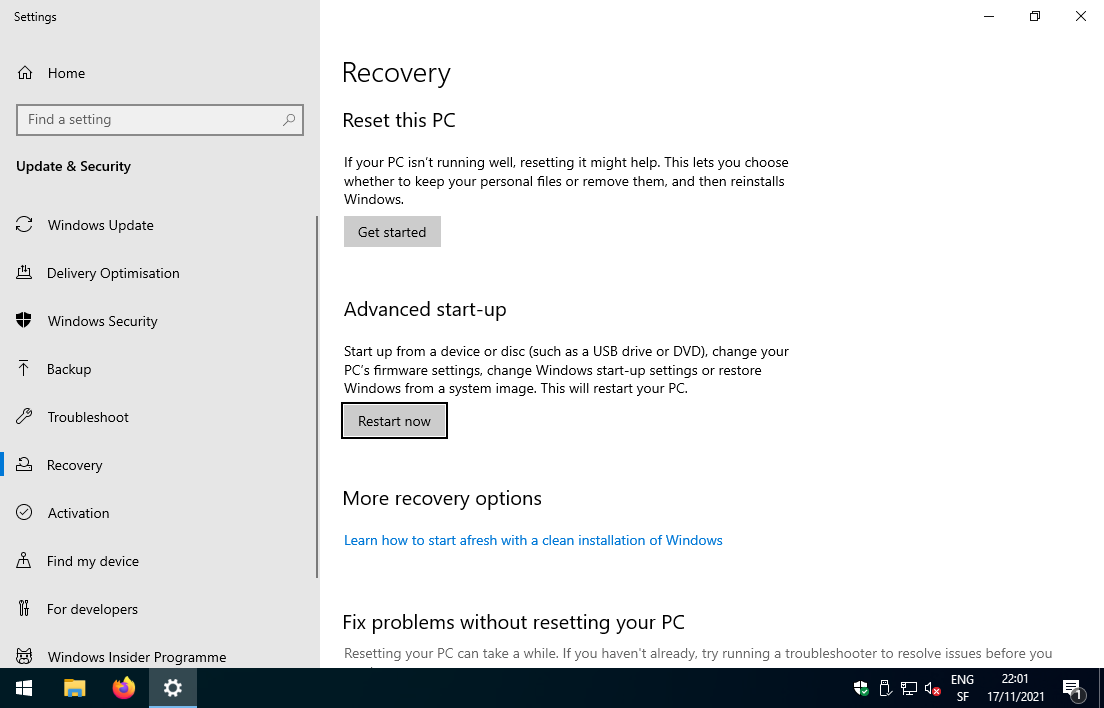 Settings
Home
Find a setting
Update & Security
Windows Update
Delivery Optimisation
Windows Security
Backup
Troubleshoot
Recovery
Activation
Find my device
For developers
Windows Insider Programme
Recovery
Reset this PC
If your PC isn't running well, resetting it might help. This lets you choose
whether to keep your personal files or remove them, and then reinstalls
Windows.
Get started
Advanced start-up
Start up from a device or disc (such as a USB drive or DVD), change your
PC's firmware settings, change Windows start-up settings or restore
Windows from a system image. This will restart your PC.
Restart now
More recovery options
Learn how to start afresh with a clean installation of Windows
Fix problems without resetting your PC
Resetting your PC can take a while. If you haven't already, try running a troubleshooter to resolve issues before you
ENG
SF
22:01
17/11/2021
1